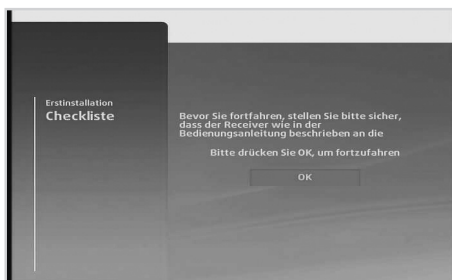 Erstinstallation
Checkliste
Bevor Sie fortfahren, stellen Sie bitte sicher,
dass der Receiver wie in der
Bedienungsanleitung beschrieben an die
Bitte drücken Sie OK, um fortzufahren
OK